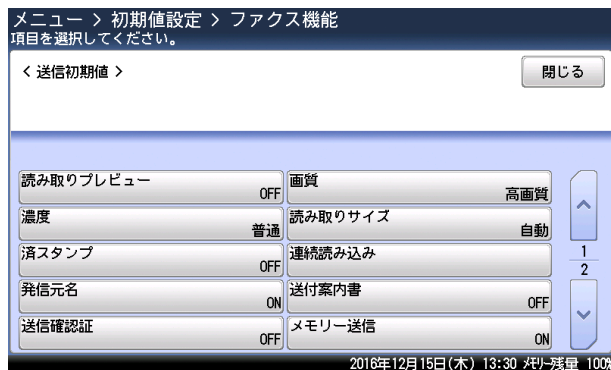 メニュー > 初期値設定 > ファクス機能
項目を選択してください。
< 送信初期値 >
閉じる
読み取りプレビュー
OFF
画質
高画質
濃度
普通
読み取りサイズ
自動
済スタンプ
OFF
連続読み込み
1
2
発信元名
ON
送付案内書
OFF
送信確認証
OFF
メモリー送信
ON
2016年12月15日(木) 13:30 メモリー残量 100%